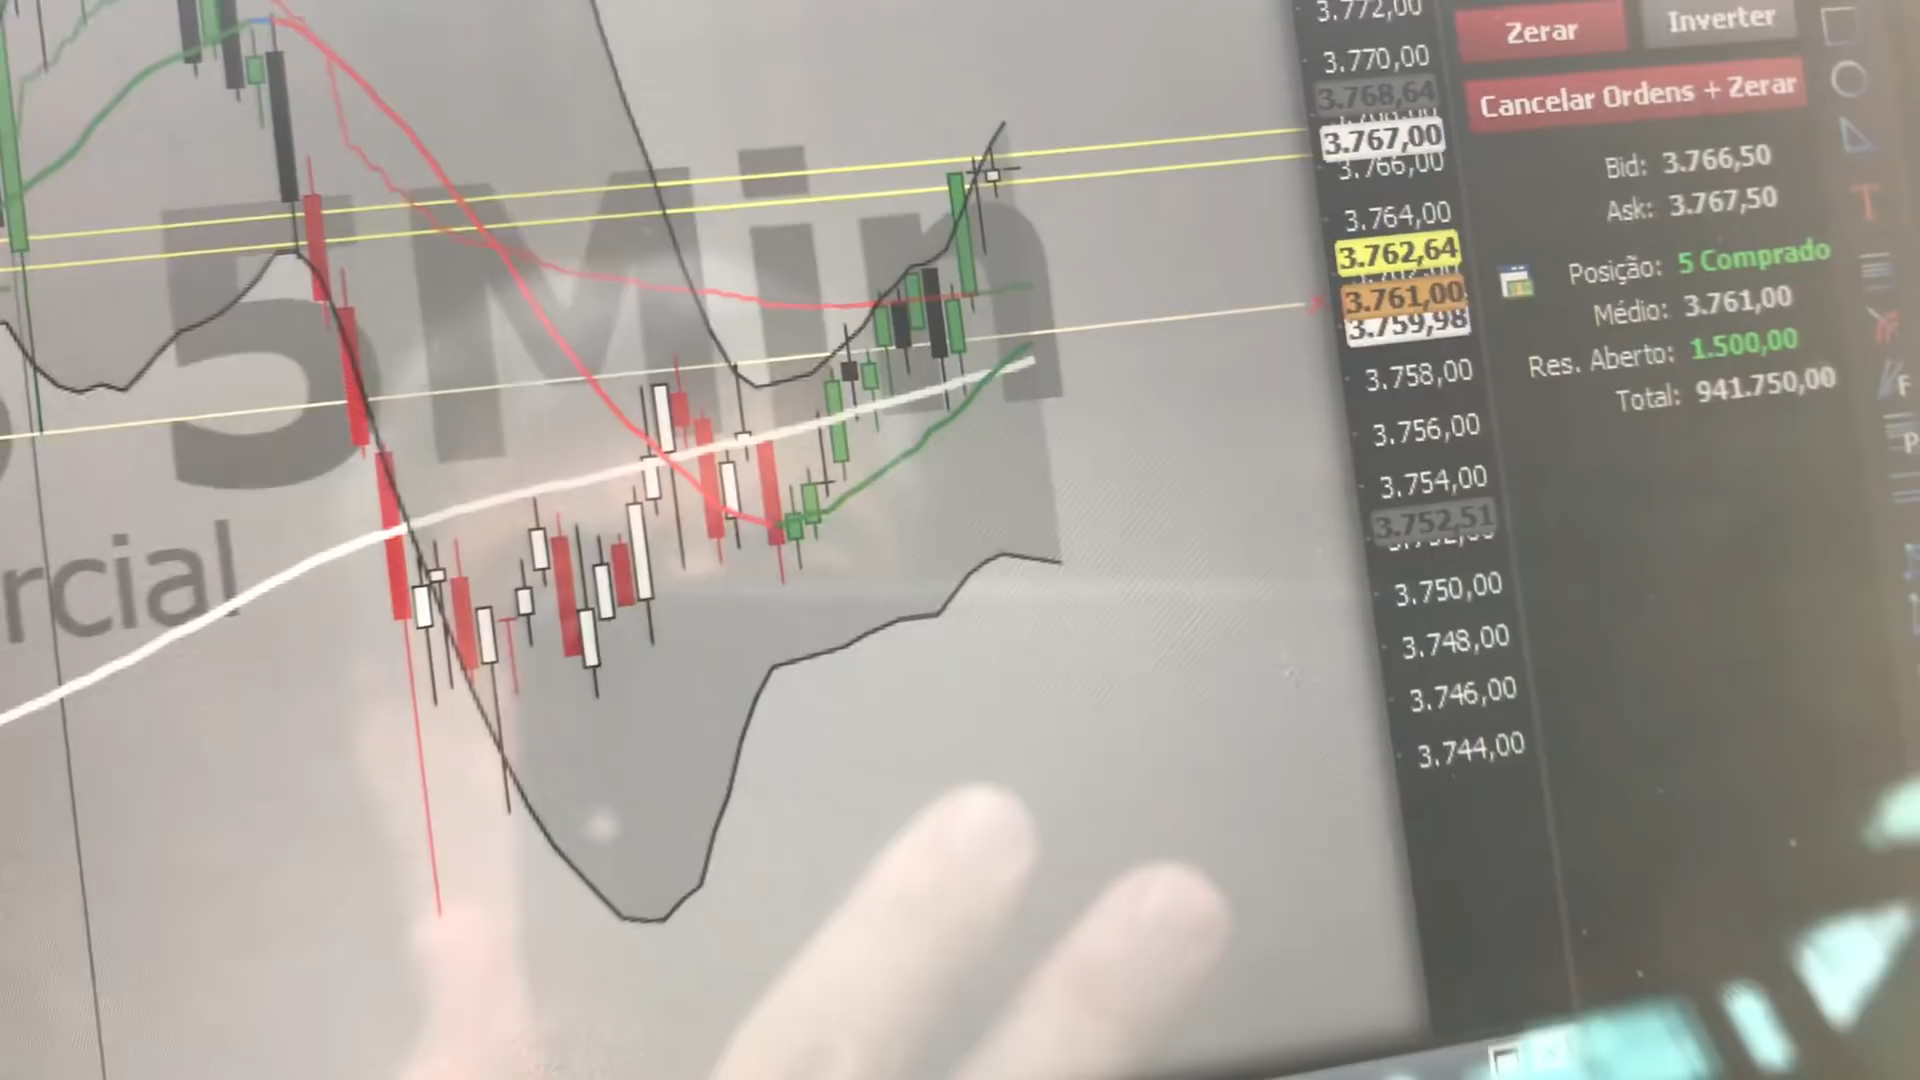 3.772,00
Zerar
Inverter
3.770,00
3.768,64
Cancelar Ordens + Zerar
3.767,00
3.766,00
Bid: 3.766,50
3.764,00
Ask: 3.767,50
3.762,64
Posição: 5 Comprado
3.761,00
Médio: 3.761,00
3.759,98
Res. Aberto: 1.500,00
3.758,00
Total: 941.750,00
3.756,00
3.754,00
3.752,51
3.750,00
3.748,00
3.746,00
3.744,00
5Min
rcial
T
F
P